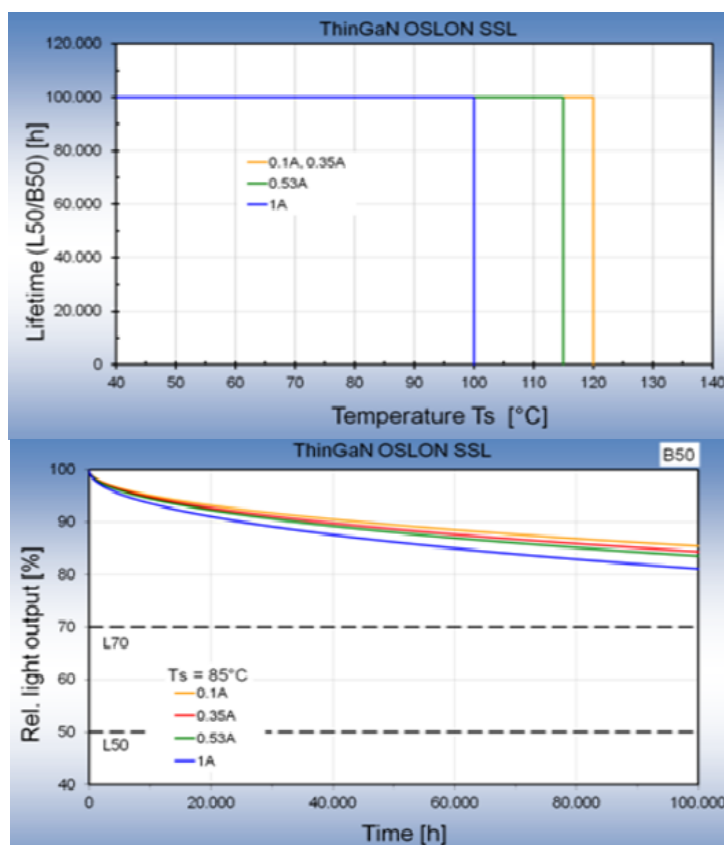 ThinGaN OSLON SSL
120.000
100.000
80.000
60.000
40.000
20.000
0
Lifetime (L50/B50) [h]
0.1A, 0.35A
0.53A
1A
40 50 60 70 80 90 100 110 120 130 140
Temperature Ts [°C]
ThinGaN OSLON SSL
B50
100
90
80
70
60
50
40
Rel. light output [%]
L70
Ts = 85°C
0.1A
0.35A
0.53A
1A
L50
0 20.000 40.000 60.000 80.000 100.000
Time [h]